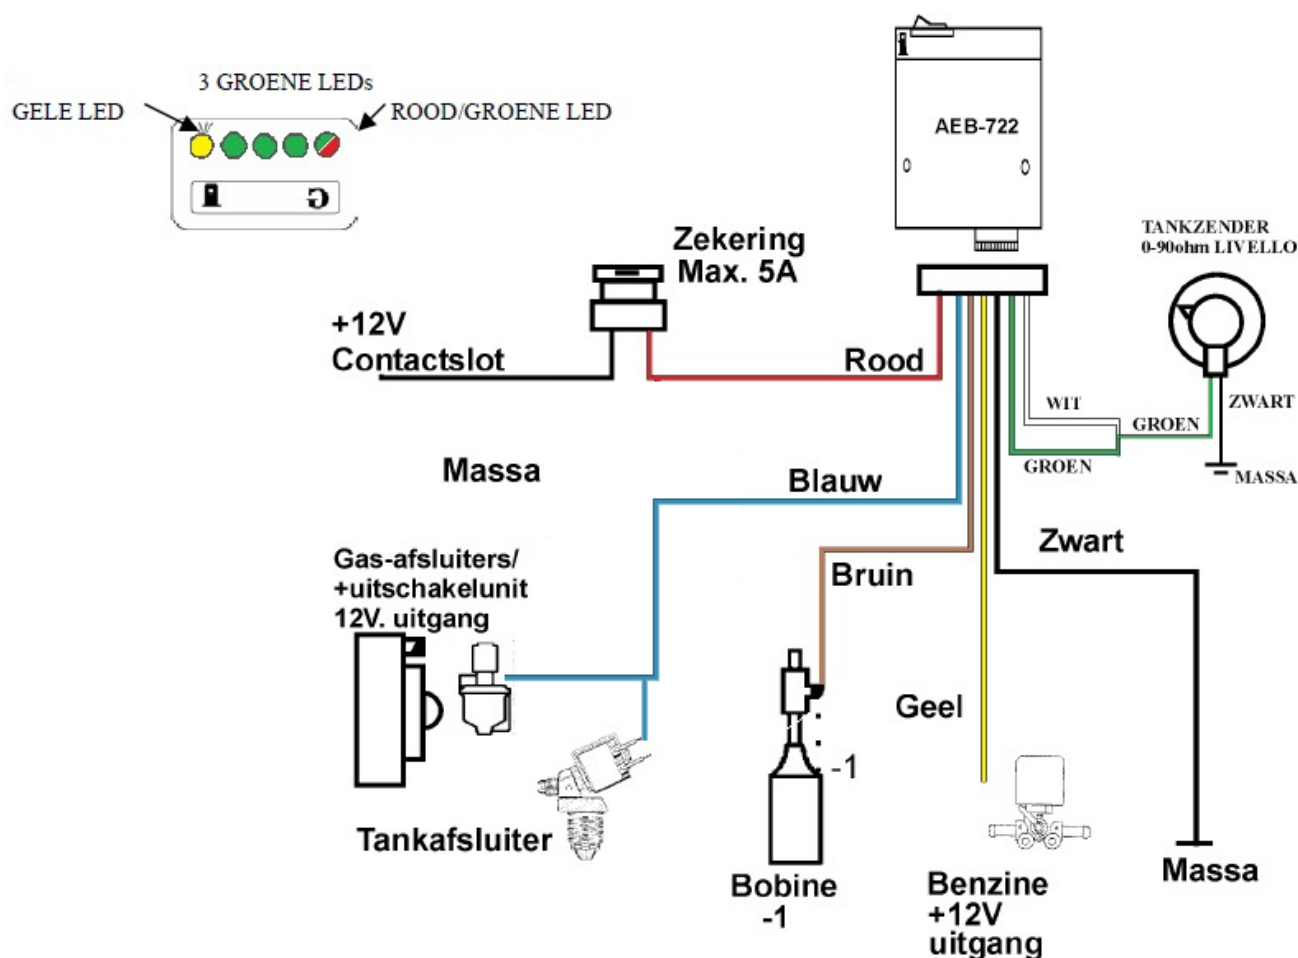 3 GROENE LEDs
GELE LED
ROOD/GROENE LED
G
i
AEB-722
Zekering
Max. 5A
TANKZENDER
0-90ohm LIVELLO
+12V
Contactslot
Rood
WIT
GROEN
ZWART
GROEN
MASSA
Massa
Blauw
Zwart
Gas-afsluiters/
+uitschakelunit
12V. uitgang
Bruin
Geel
-1
Tankafsluiter
Bobine
-1
Benzine
+12V
uitgang
Massa